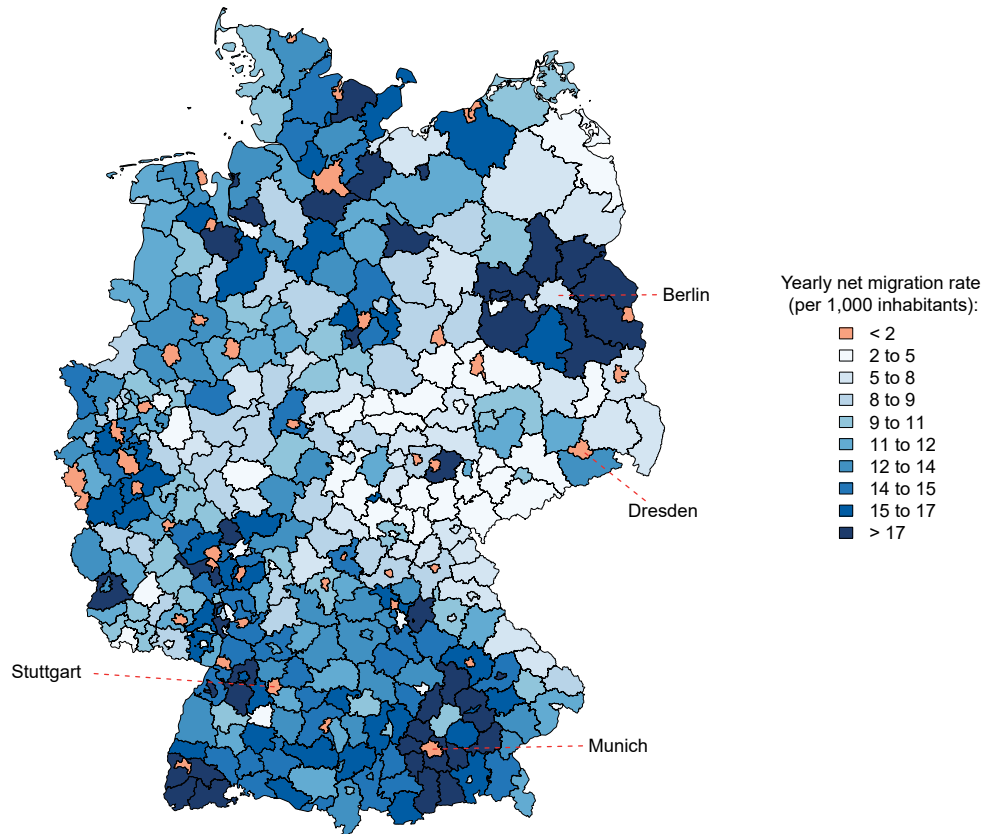 Yearly net migration rate
(per 1,000 inhabitants):
Berlin
< 2
2 to 5
5 to 8
8 to 9
9 to 11
11 to 12
12 to 14
14 to 15
15 to 17
> 17
Dresden
Stuttgart
Munich